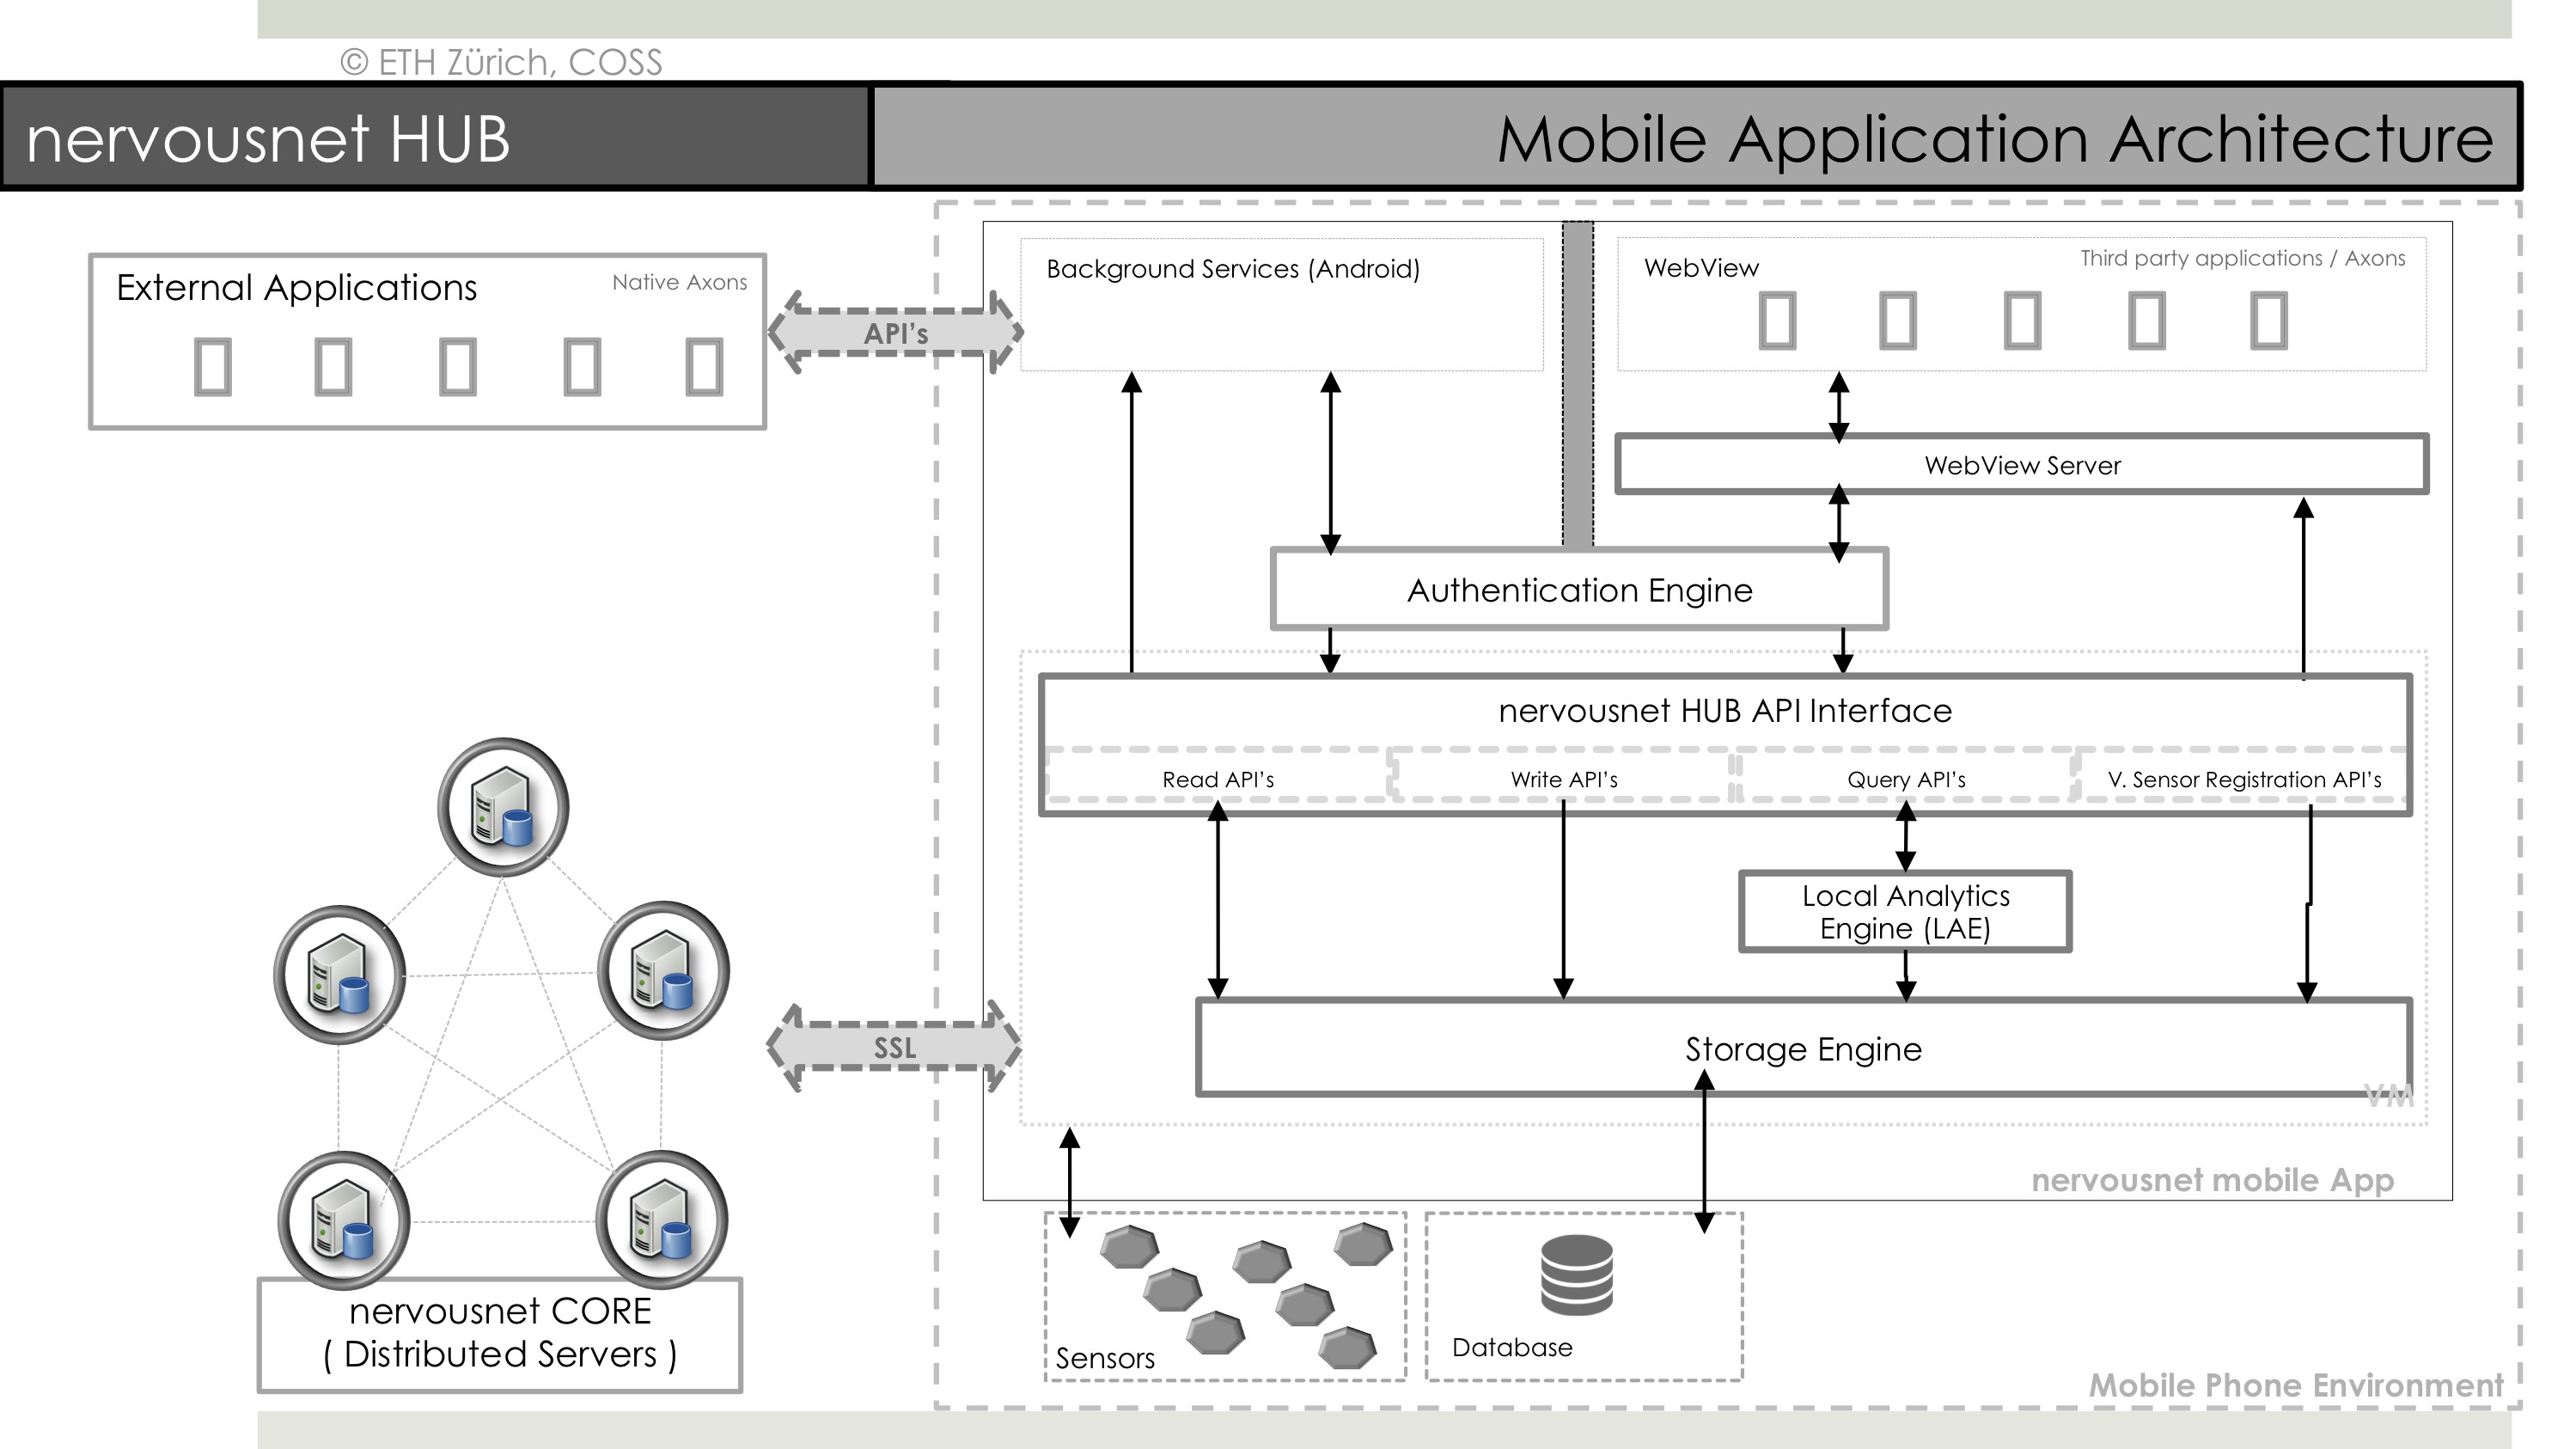 © ETH Zürich, COSS
nervousnet HUB
Mobile Application Architecture
External Applications
Native Axons
API's
Background Services (Android)
WebView
Third party applications / Axons
WebView Server
Authentication Engine
nervousnet HUB API Interface
Read API's
Write API's
Query API's
V. Sensor Registration API's
Local Analytics
Engine (LAE)
SSL
Storage Engine
VM
nervousnet mobile App
nervousnet CORE
( Distributed Servers )
Sensors
Database
Mobile Phone Environment